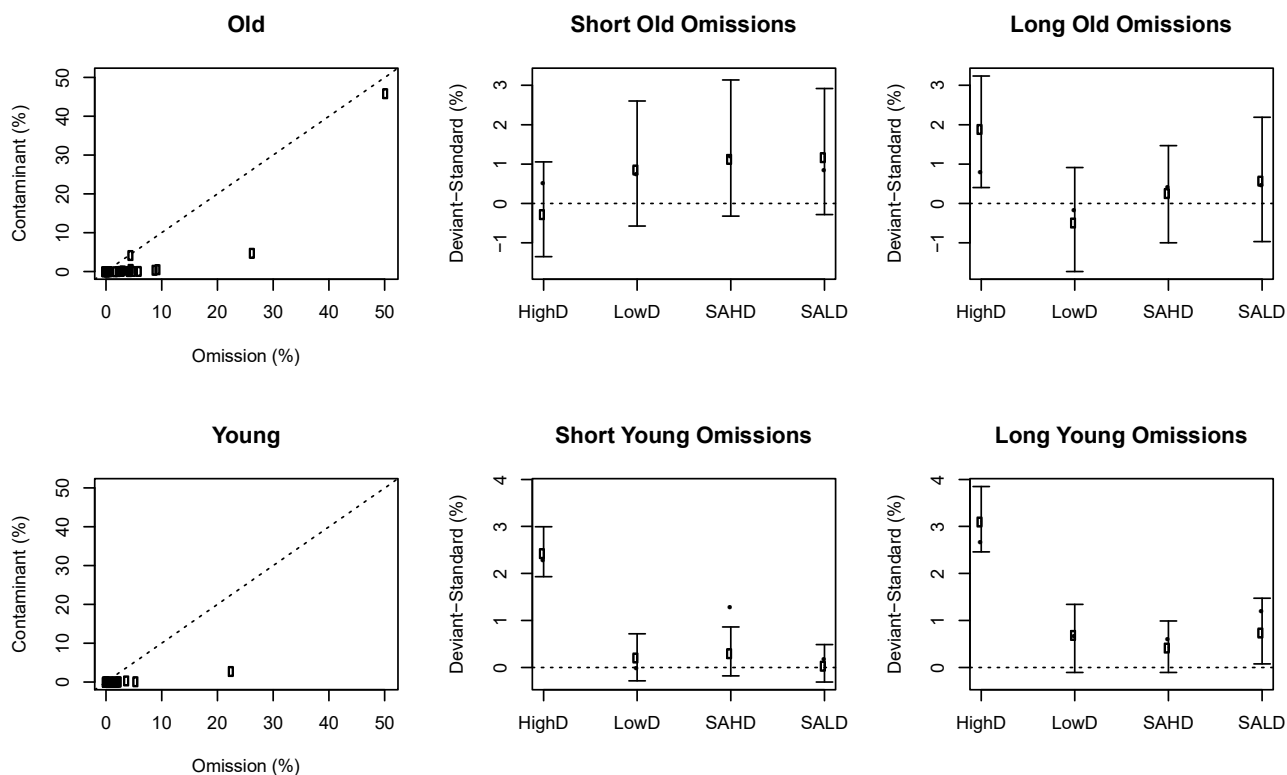 Old
Contaminant (%)
50
40
30
20
10
0
0 10 20 30 40 50
Omission (%)
Short Old Omissions
Deviant−Standard (%)
3
2
1
0
−1
HighD LowD SAHD SALD
Long Old Omissions
Deviant−Standard (%)
3
2
1
0
−1
HighD LowD SAHD SALD
Young
Contaminant (%)
50
40
30
20
10
0
0 10 20 30 40 50
Omission (%)
Short Young Omissions
Deviant−Standard (%)
4
3
2
1
0
HighD LowD SAHD SALD
Long Young Omissions
Deviant−Standard (%)
4
3
2
1
0
HighD LowD SAHD SALD